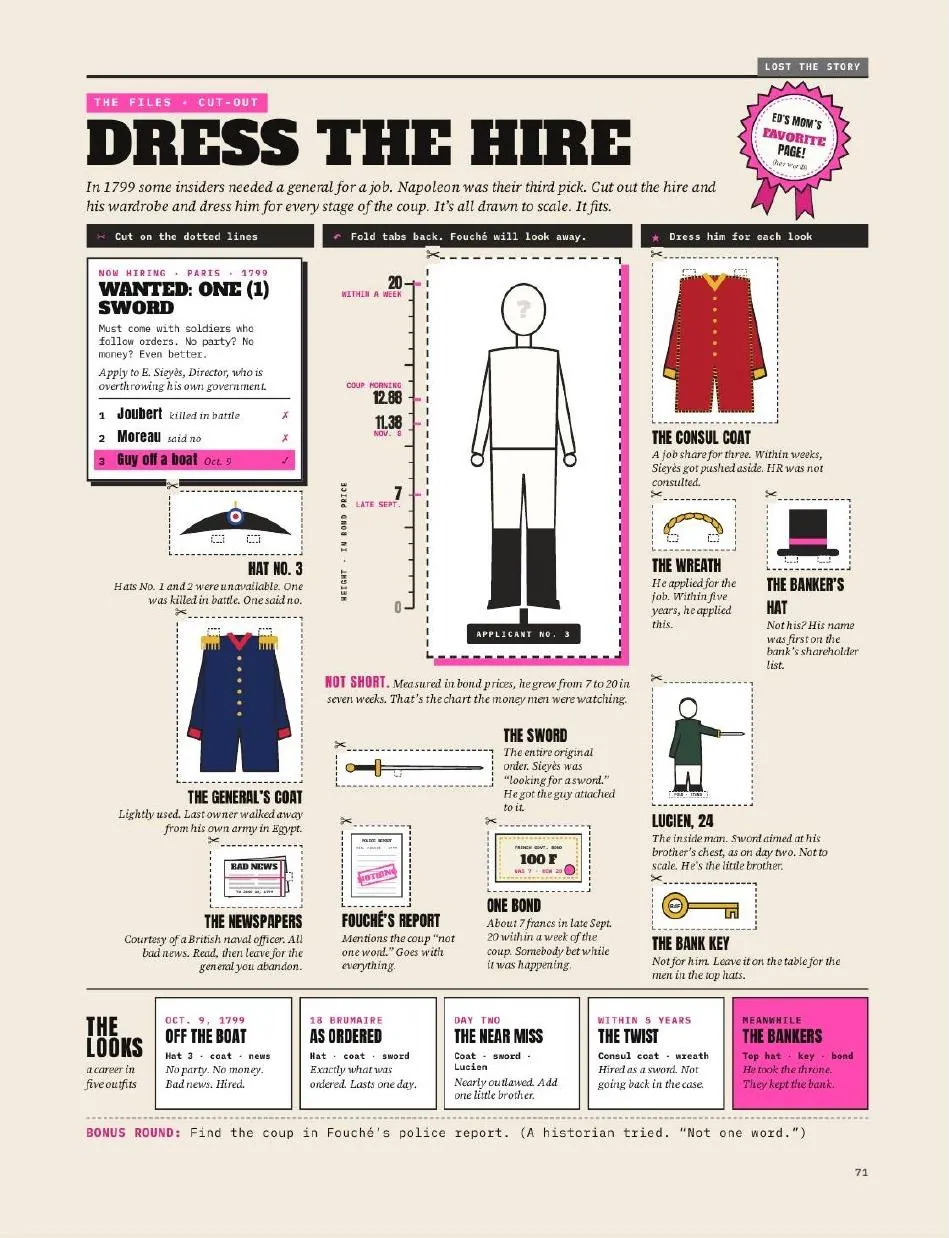 LOST THE STORY
THE FILES · CUT-OUT
DRESS THE HIRE
In 1799 some insiders needed a general for a job. Napoleon was their third pick. Cut out the hire and
his wardrobe and dress him for every stage of the coup. It's all drawn to scale. It fits.
ED'S MOM'S
FAVORITE
PAGE!
(her words)
Cut on the dotted lines
Fold tabs back. Fouché will look away.
Dress him for each look
NOW HIRING · PARIS · 1799
WANTED: ONE (1)
SWORD
Must come with soldiers who
follow orders. No party? No
money? Even better.
Apply to E. Sieyès, Director, who is
overthrowing his own government.
1 Joubert killed in battle ✗
2 Moreau said no ✗
3 Guy off a boat Oct. 9 ✓
HAT NO. 3
Hats No. 1 and 2 were unavailable. One
was killed in battle. One said no.
THE GENERAL'S COAT
Lightly used. Last owner walked away
from his own army in Egypt.
BAD NEWS
THE NEWSPAPERS
Courtesy of a British naval officer. All
bad news. Read, then leave for the
general you abandon.
20
WITHIN A WEEK
COUP MORNING
12.88
11.38
NOV. 8
7
LATE SEPT.
0
HEIGHT · IN BOND PRICE
?
APPLICANT NO. 3
NOT SHORT. Measured in bond prices, he grew from 7 to 20 in
seven weeks. That's the chart the money men were watching.
THE SWORD
The entire original
order. Sieyès was
"looking for a sword."
He got the guy attached
to it.
POLICE REPORT
NOTHING
FOUCHÉ'S REPORT
Mentions the coup "not
one word." Goes with
everything.
FRENCH GOVT. BOND
100 F
WAS 7 · NOW 20
ONE BOND
About 7 francs in late Sept.
20 within a week of the
coup. Somebody bet while
it was happening.
THE CONSUL COAT
A job share for three. Within weeks,
Sieyès got pushed aside. HR was not
consulted.
THE WREATH
He applied for the
job. Within five
years, he applied
this.
THE BANKER'S
HAT
Not his? His name
was first on the
bank's shareholder
list.
FOLD · STAND
LUCIEN, 24
The inside man. Sword aimed at his
brother's chest, as on day two. Not to
scale. He's the little brother.
BdF
THE BANK KEY
Not for him. Leave it on the table for the
men in the top hats.
THE
LOOKS
a career in
five outfits
OCT. 9, 1799
OFF THE BOAT
Hat 3 · coat · news
No party. No money.
Bad news. Hired.
18 BRUMAIRE
AS ORDERED
Hat · coat · sword
Exactly what was
ordered. Lasts one day.
DAY TWO
THE NEAR MISS
Coat · sword ·
Lucien
Nearly outlawed. Add
one little brother.
WITHIN 5 YEARS
THE TWIST
Consul coat · wreath
Hired as a sword. Not
going back in the case.
MEANWHILE
THE BANKERS
Top hat · key · bond
He took the throne.
They kept the bank.
BONUS ROUND: Find the coup in Fouché's police report. (A historian tried. "Not one word.")
71